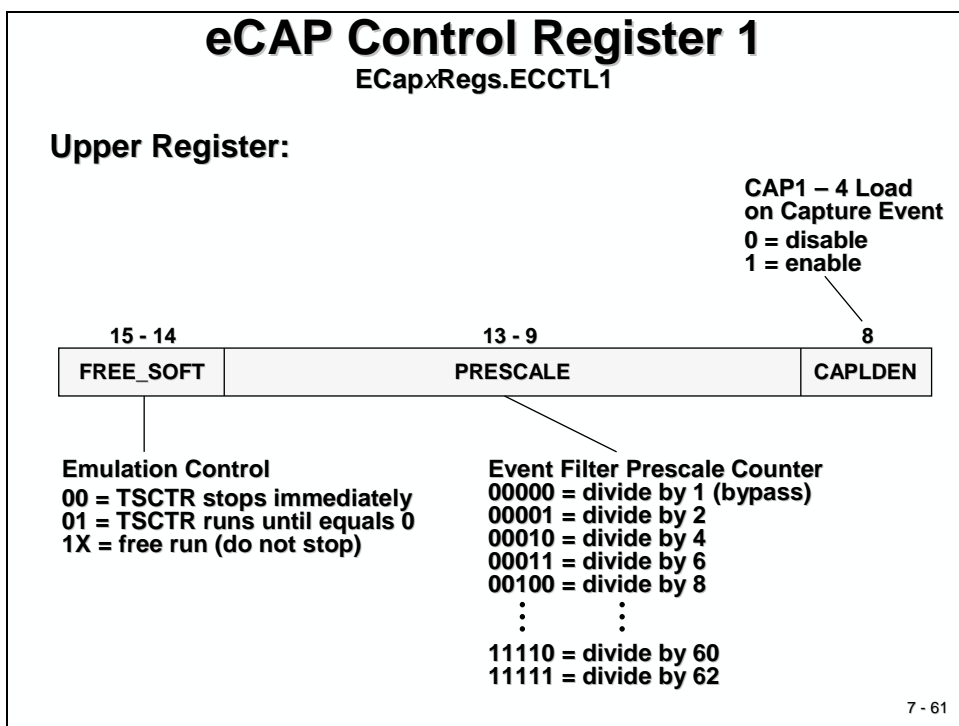 eCAP Control Register 1
ECapxRegs.ECCTL1
Upper Register:
CAP1 – 4 Load
on Capture Event
0 = disable
1 = enable
15 - 14
13 - 9
8
FREE_SOFT
PRESCALE
CAPLDEN
Emulation Control
00 = TSCTR stops immediately
01 = TSCTR runs until equals 0
1X = free run (do not stop)
Event Filter Prescale Counter
00000 = divide by 1 (bypass)
00001 = divide by 2
00010 = divide by 4
00011 = divide by 6
00100 = divide by 8
11110 = divide by 60
11111 = divide by 62
7 - 61